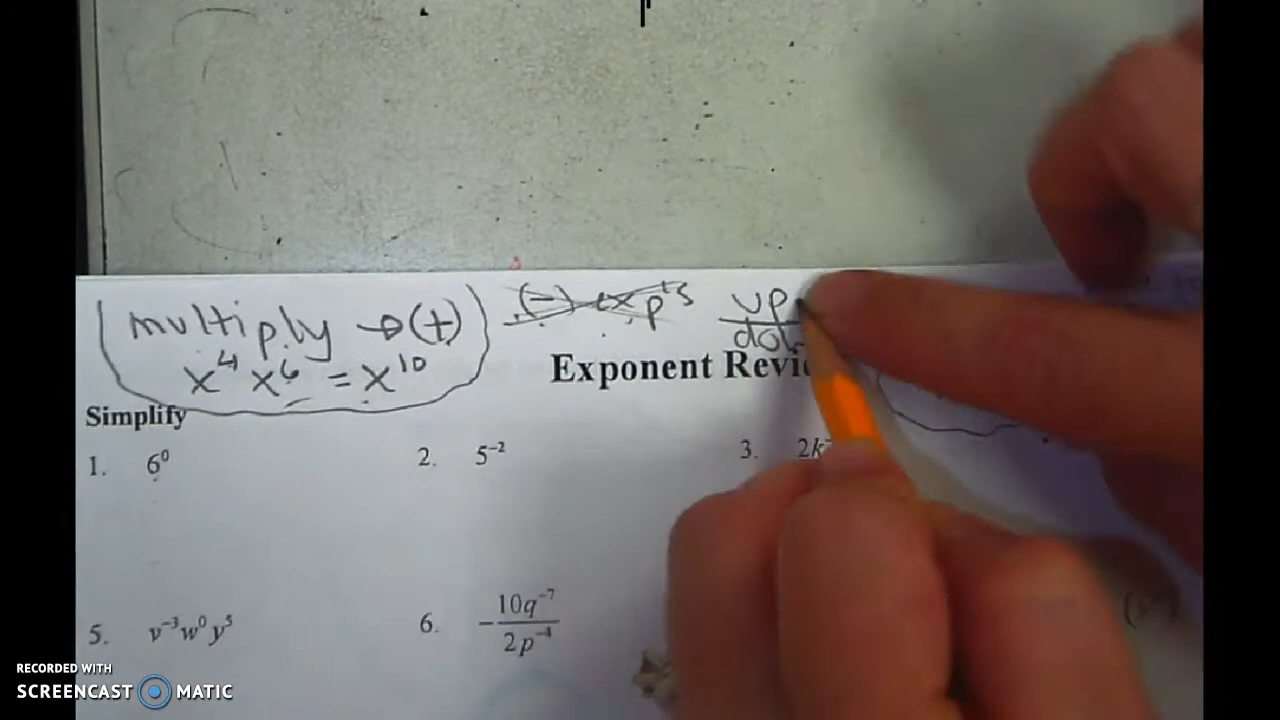 multiply → (+)
x⁴ x⁶ = x¹⁰
(-) exp's
up
Exponent
Simplify
1. 6⁰
2. 5⁻²
3. 2k
5. v⁻³w⁰y⁵
6. -10q⁻⁷/2p⁻⁴
RECORDED WITH
SCREENCAST MATIC